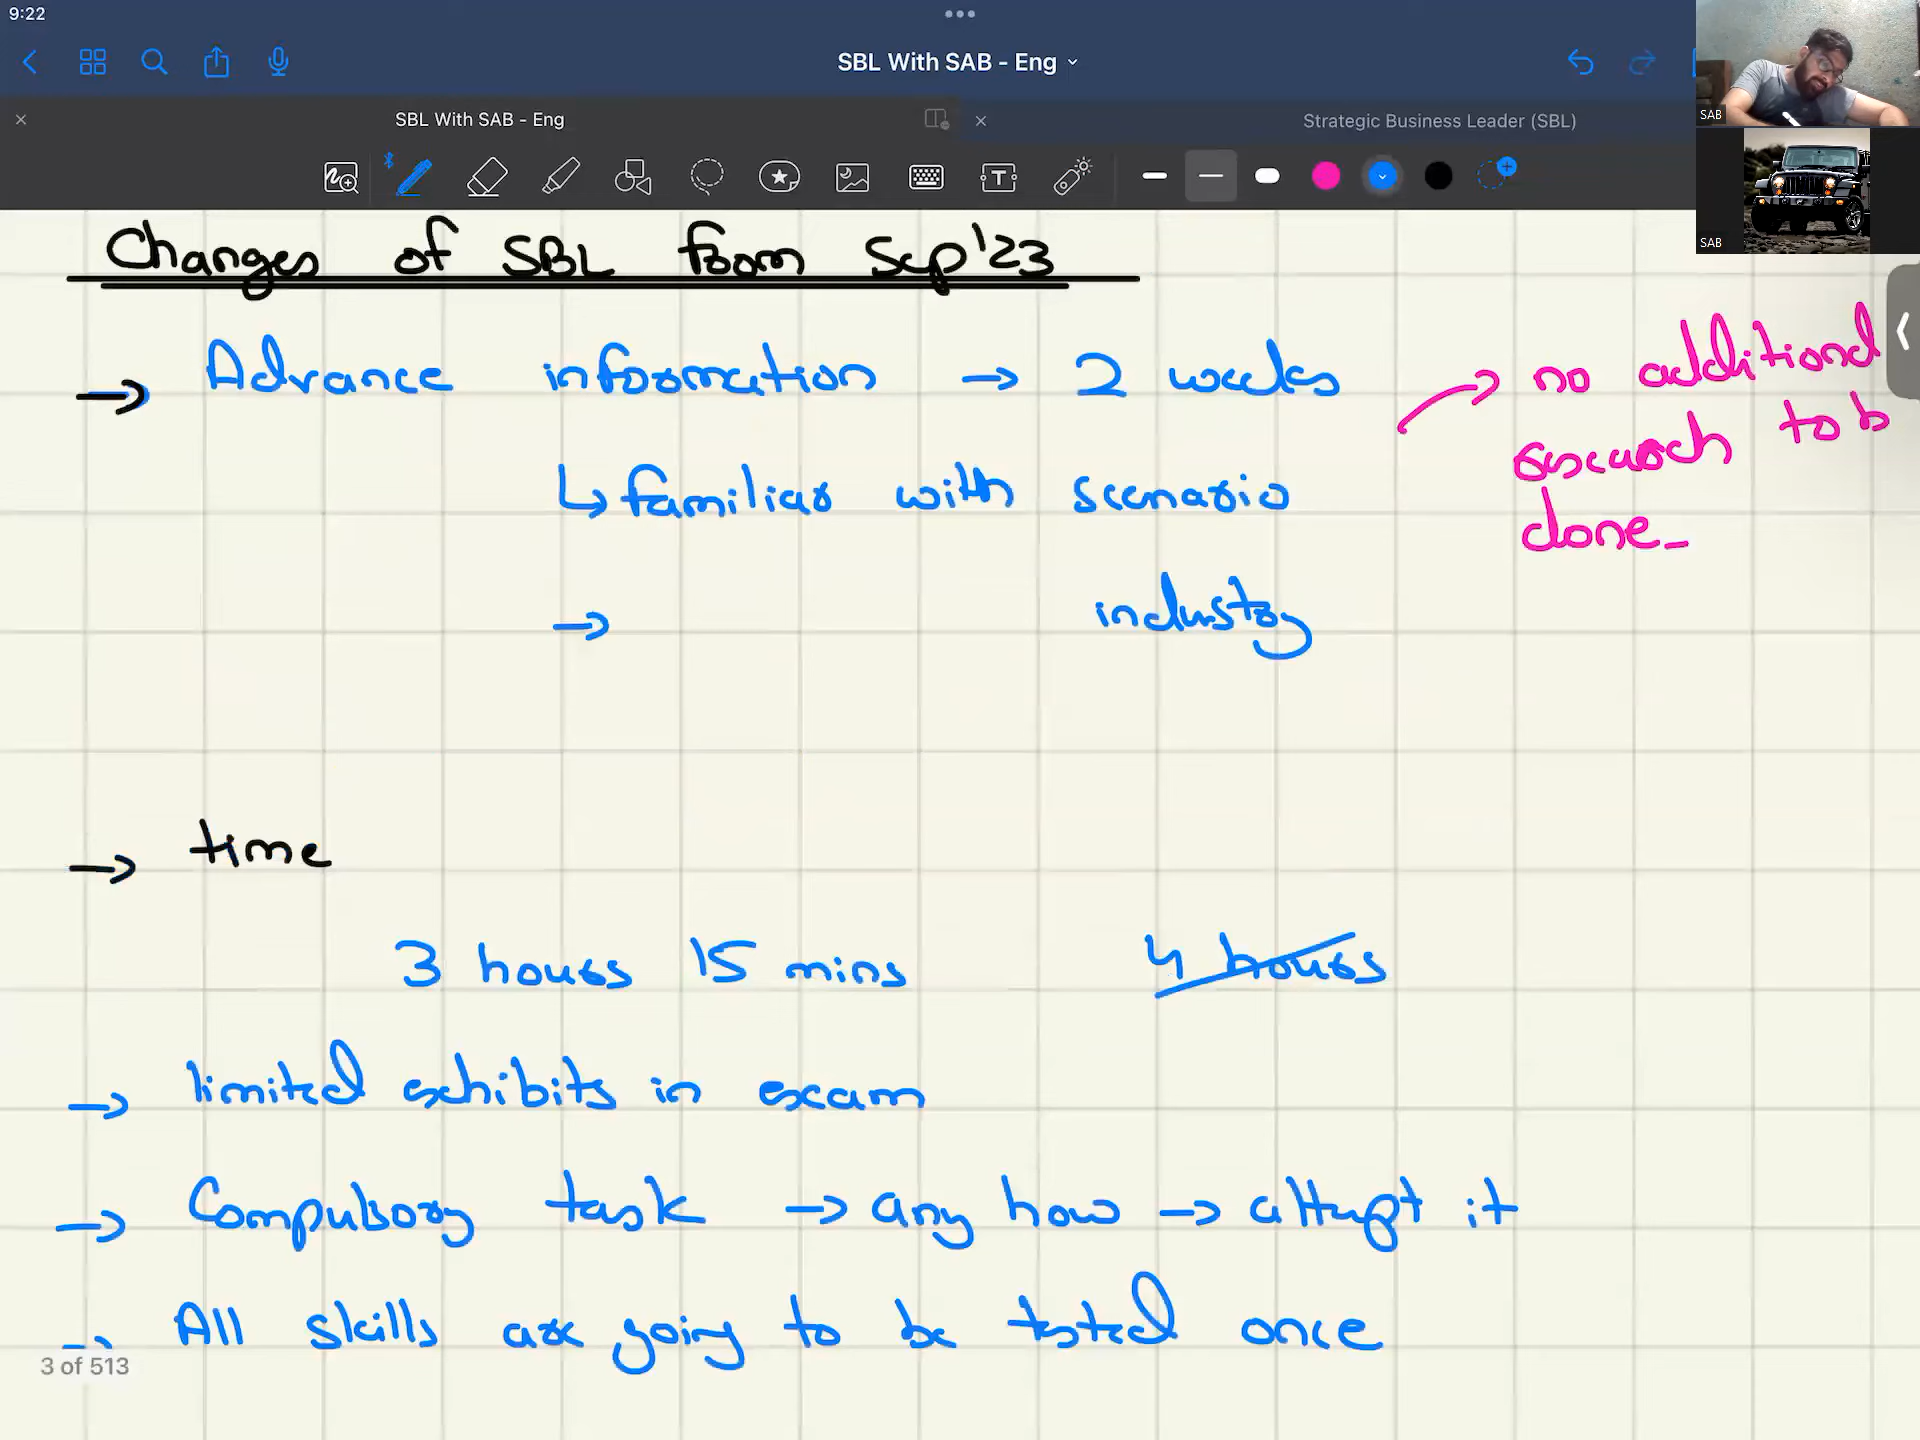 9:22
SBL With SAB - Eng
SBL With SAB - Eng
Strategic Business Leader (SBL)
SAB
SAB
Changes of SBL from Sep'23
→ Advance information → 2 weeks
↳ familiar with scenario
→ industry
→ no additional
research to b
done_
→ time
3 hours 15 mins 4 hours
→ limited exhibits in exam
→ Compulsory task → any how → attempt it
→ All skills are going to be tested once
3 of 513